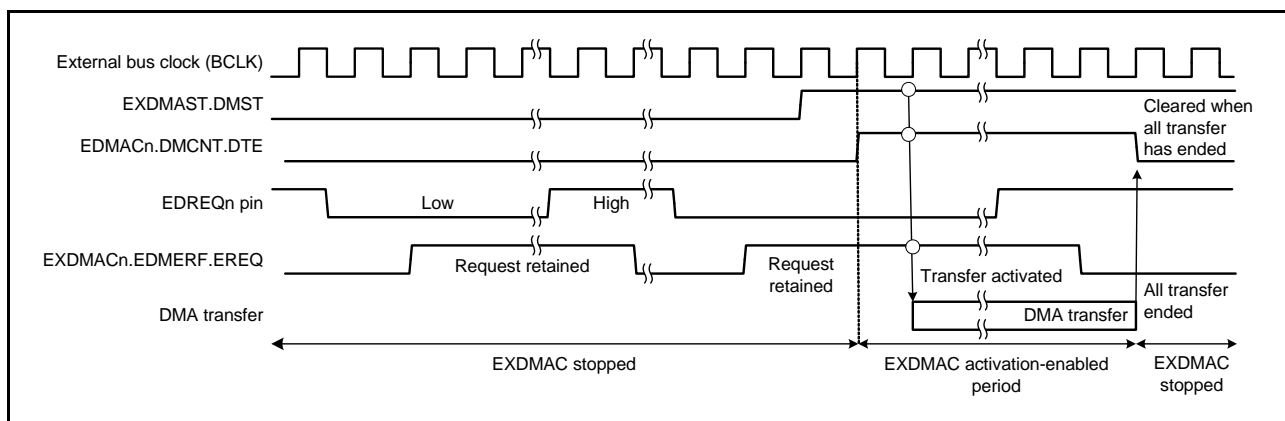 External bus clock (BCLK)
EXDMAST.DMST
Cleared when
all transfer
has ended
EDMACn.DMCNT.DTE
EDREQn pin
Low
High
EXDMACn.EDMERF.EREQ
Request retained
Request
retained
Transfer activated
All transfer
ended
DMA transfer
DMA transfer
EXDMAC stopped
EXDMAC activation-enabled
period
EXDMAC
stopped